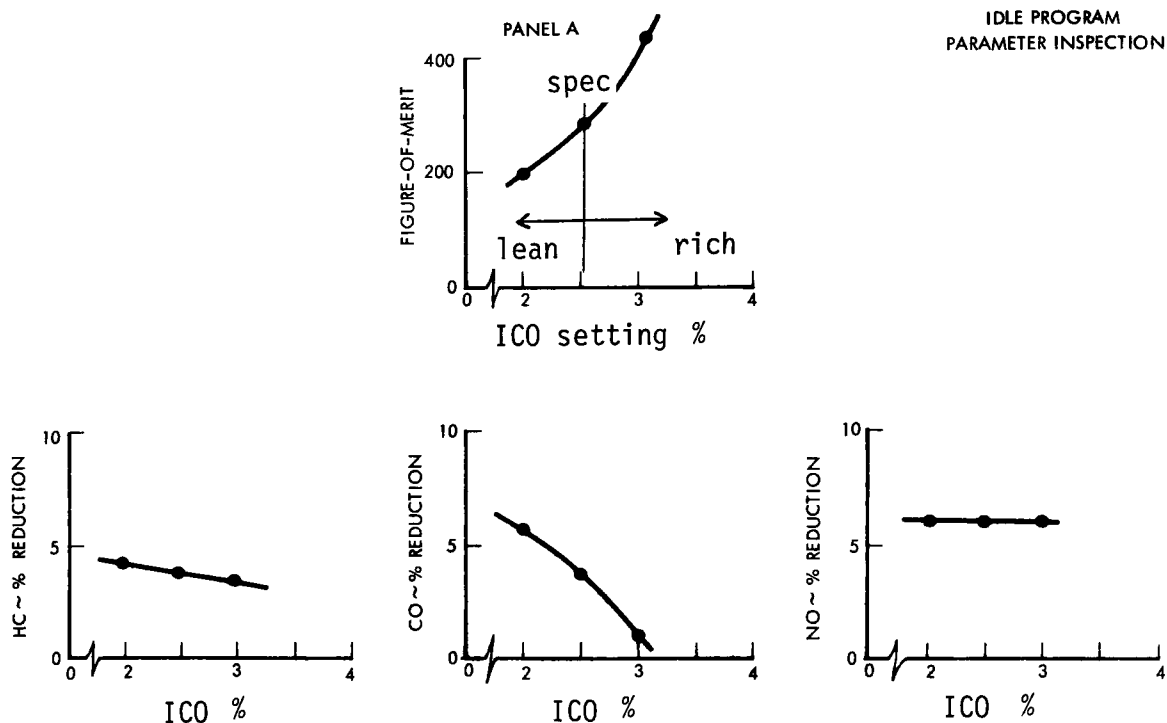 PANEL A
IDLE PROGRAM
PARAMETER INSPECTION
FIGURE-OF-MERIT
400
200
0
spec
lean
rich
0 2 3 4
ICO setting %
HC ~ % REDUCTION
10
5
0
0 2 3 4
ICO %
CO ~ % REDUCTION
10
5
0
0 2 3 4
ICO %
NO ~ % REDUCTION
10
5
0
0 2 3 4
ICO %